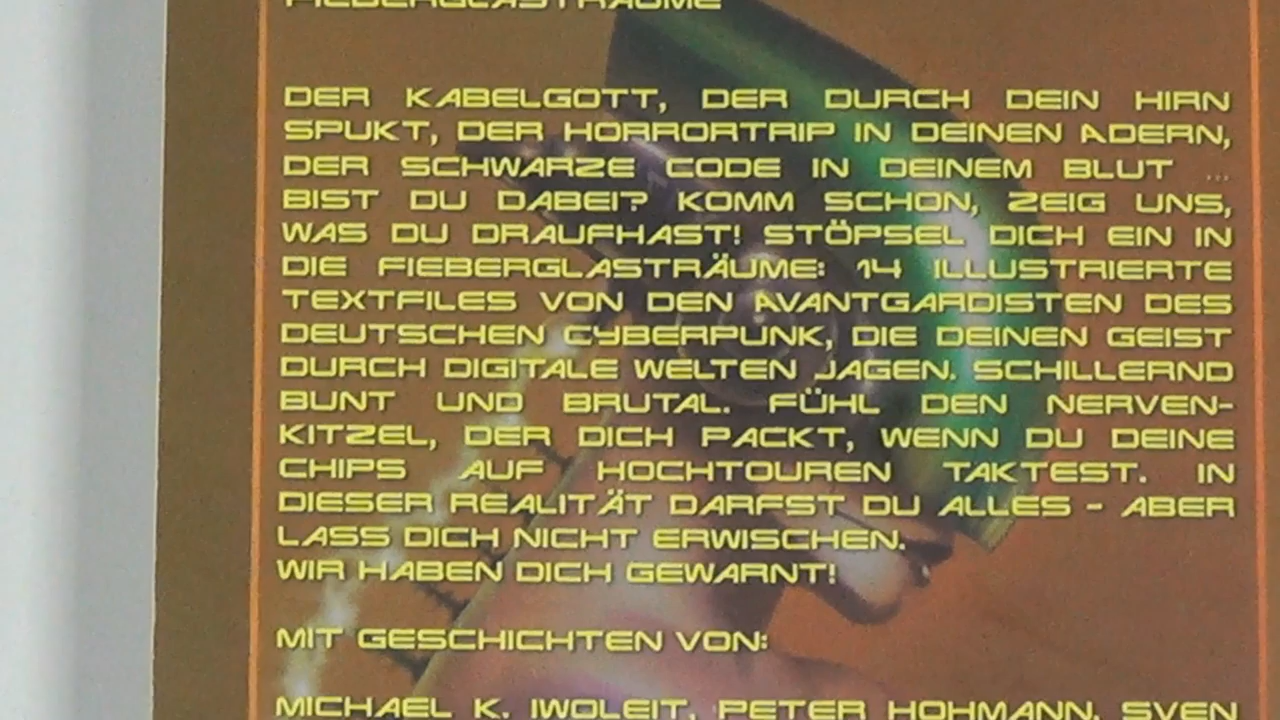 FIEBERGLASTRÄUME
DER KABELGOTT, DER DURCH DEIN HIRN
SPUKT, DER HORRORTRIP IN DEINEN ADERN,
DER SCHWARZE CODE IN DEINEM BLUT ...
BIST DU DABEI? KOMM SCHON, ZEIG UNS,
WAS DU DRAUFHAST! STÖPSEL DICH EIN IN
DIE FIEBERGLASTRÄUME: 14 ILLUSTRIERTE
TEXTFILES VON DEN AVANTGARDISTEN DES
DEUTSCHEN CYBERPUNK, DIE DEINEN GEIST
DURCH DIGITALE WELTEN JAGEN. SCHILLERND
BUNT UND BRUTAL. FÜHL DEN NERVEN-
KITZEL, DER DICH PACKT, WENN DU DEINE
CHIPS AUF HOCHTOUREN TAKTEST. IN
DIESER REALITÄT DARFST DU ALLES - ABER
LASS DICH NICHT ERWISCHEN.
WIR HABEN DICH GEWARNT!
MIT GESCHICHTEN VON:
MICHAEL K. IWOLEIT, PETER HOHMANN, SVEN